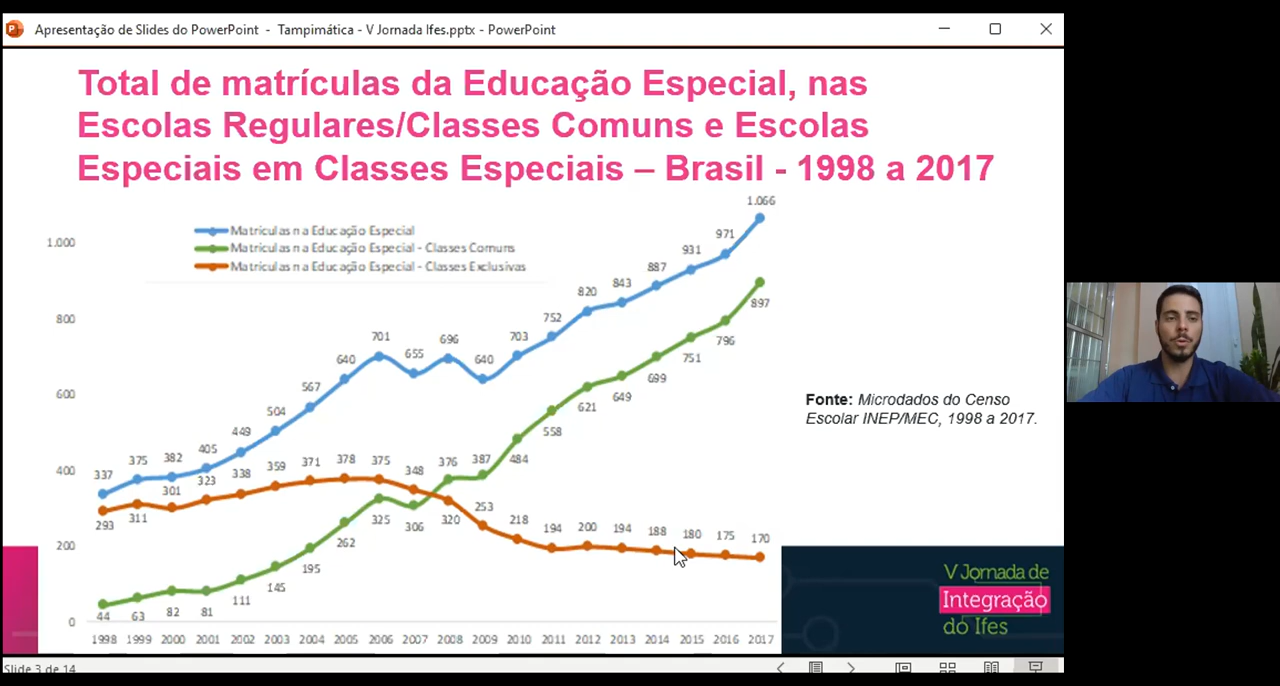 Apresentação de Slides do PowerPoint - Tampimática - V Jornada Ifes.pptx - PowerPoint
Total de matrículas da Educação Especial, nas
Escolas Regulares/Classes Comuns e Escolas
Especiais em Classes Especiais – Brasil - 1998 a 2017
Matrículas na Educação Especial
Matrículas na Educação Especial - Classes Comuns
Matrículas na Educação Especial - Classes Exclusivas
1.000
800
600
400
200
0
337 375 382 405 449 504 567 640 701 655 696 640 703 752 820 843 887 931 971 1.066
293 311 301 323 338 359 371 378 375 348 320 253 218 194 200 194 188 180 175 170
44 63 82 81 111 145 195 262 325 306 376 387 484 558 621 649 699 751 796 897
1998 1999 2000 2001 2002 2003 2004 2005 2006 2007 2008 2009 2010 2011 2012 2013 2014 2015 2016 2017
Fonte: Microdados do Censo
Escolar INEP/MEC, 1998 a 2017.
V Jornada de
Integração
do Ifes
Slide 3 de 14